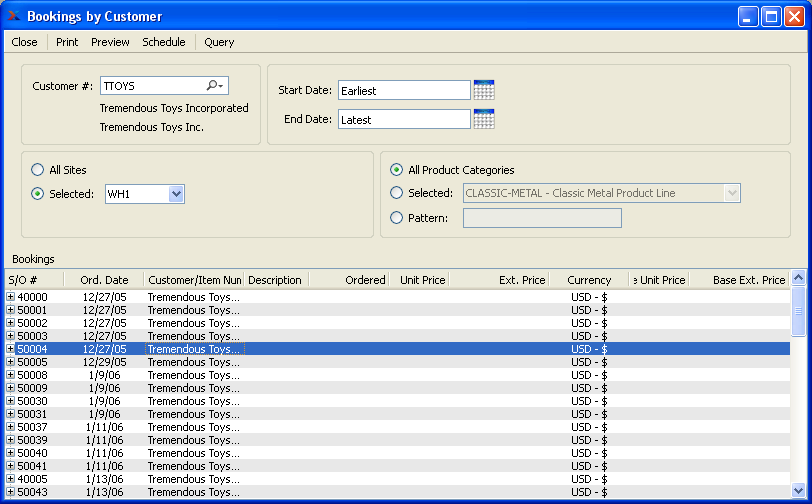 Bookings by Customer
Close Print Preview Schedule Query
Customer #: TTOYS
Tremendous Toys Incorporated
Tremendous Toys Inc.
Start Date: Earliest
End Date: Latest
All Sites
Selected: WH1
All Product Categories
Selected: CLASSIC-METAL - Classic Metal Product Line
Pattern:
Bookings
S/O # Ord. Date Customer/Item Nun Description Ordered Unit Price Ext. Price Currency e Unit Price Base Ext. Price
40000 12/27/05 Tremendous Toys... USD - $
50001 12/27/05 Tremendous Toys... USD - $
50002 12/27/05 Tremendous Toys... USD - $
50003 12/27/05 Tremendous Toys... USD - $
50004 12/27/05 Tremendous Toys... USD - $
50005 12/29/05 Tremendous Toys... USD - $
50008 1/9/06 Tremendous Toys... USD - $
50009 1/9/06 Tremendous Toys... USD - $
50030 1/9/06 Tremendous Toys... USD - $
50031 1/9/06 Tremendous Toys... USD - $
50037 1/11/06 Tremendous Toys... USD - $
50039 1/11/06 Tremendous Toys... USD - $
50040 1/11/06 Tremendous Toys... USD - $
50041 1/11/06 Tremendous Toys... USD - $
40005 1/13/06 Tremendous Toys... USD - $
50043 1/13/06 Tremendous Toys... USD - $